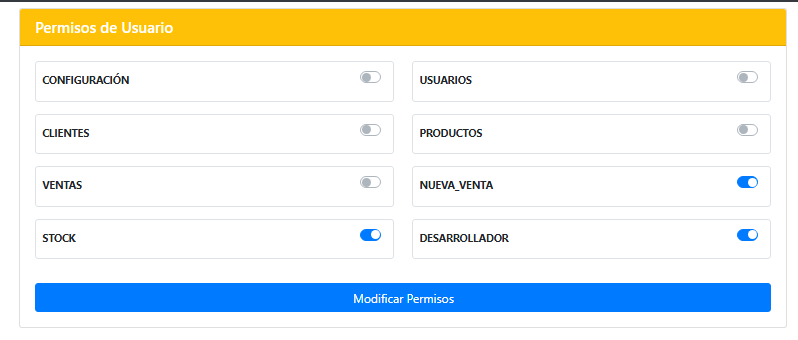 Permisos de Usuario
CONFIGURACIÓN
USUARIOS
CLIENTES
PRODUCTOS
VENTAS
NUEVA_VENTA
STOCK
DESARROLLADOR
Modificar Permisos